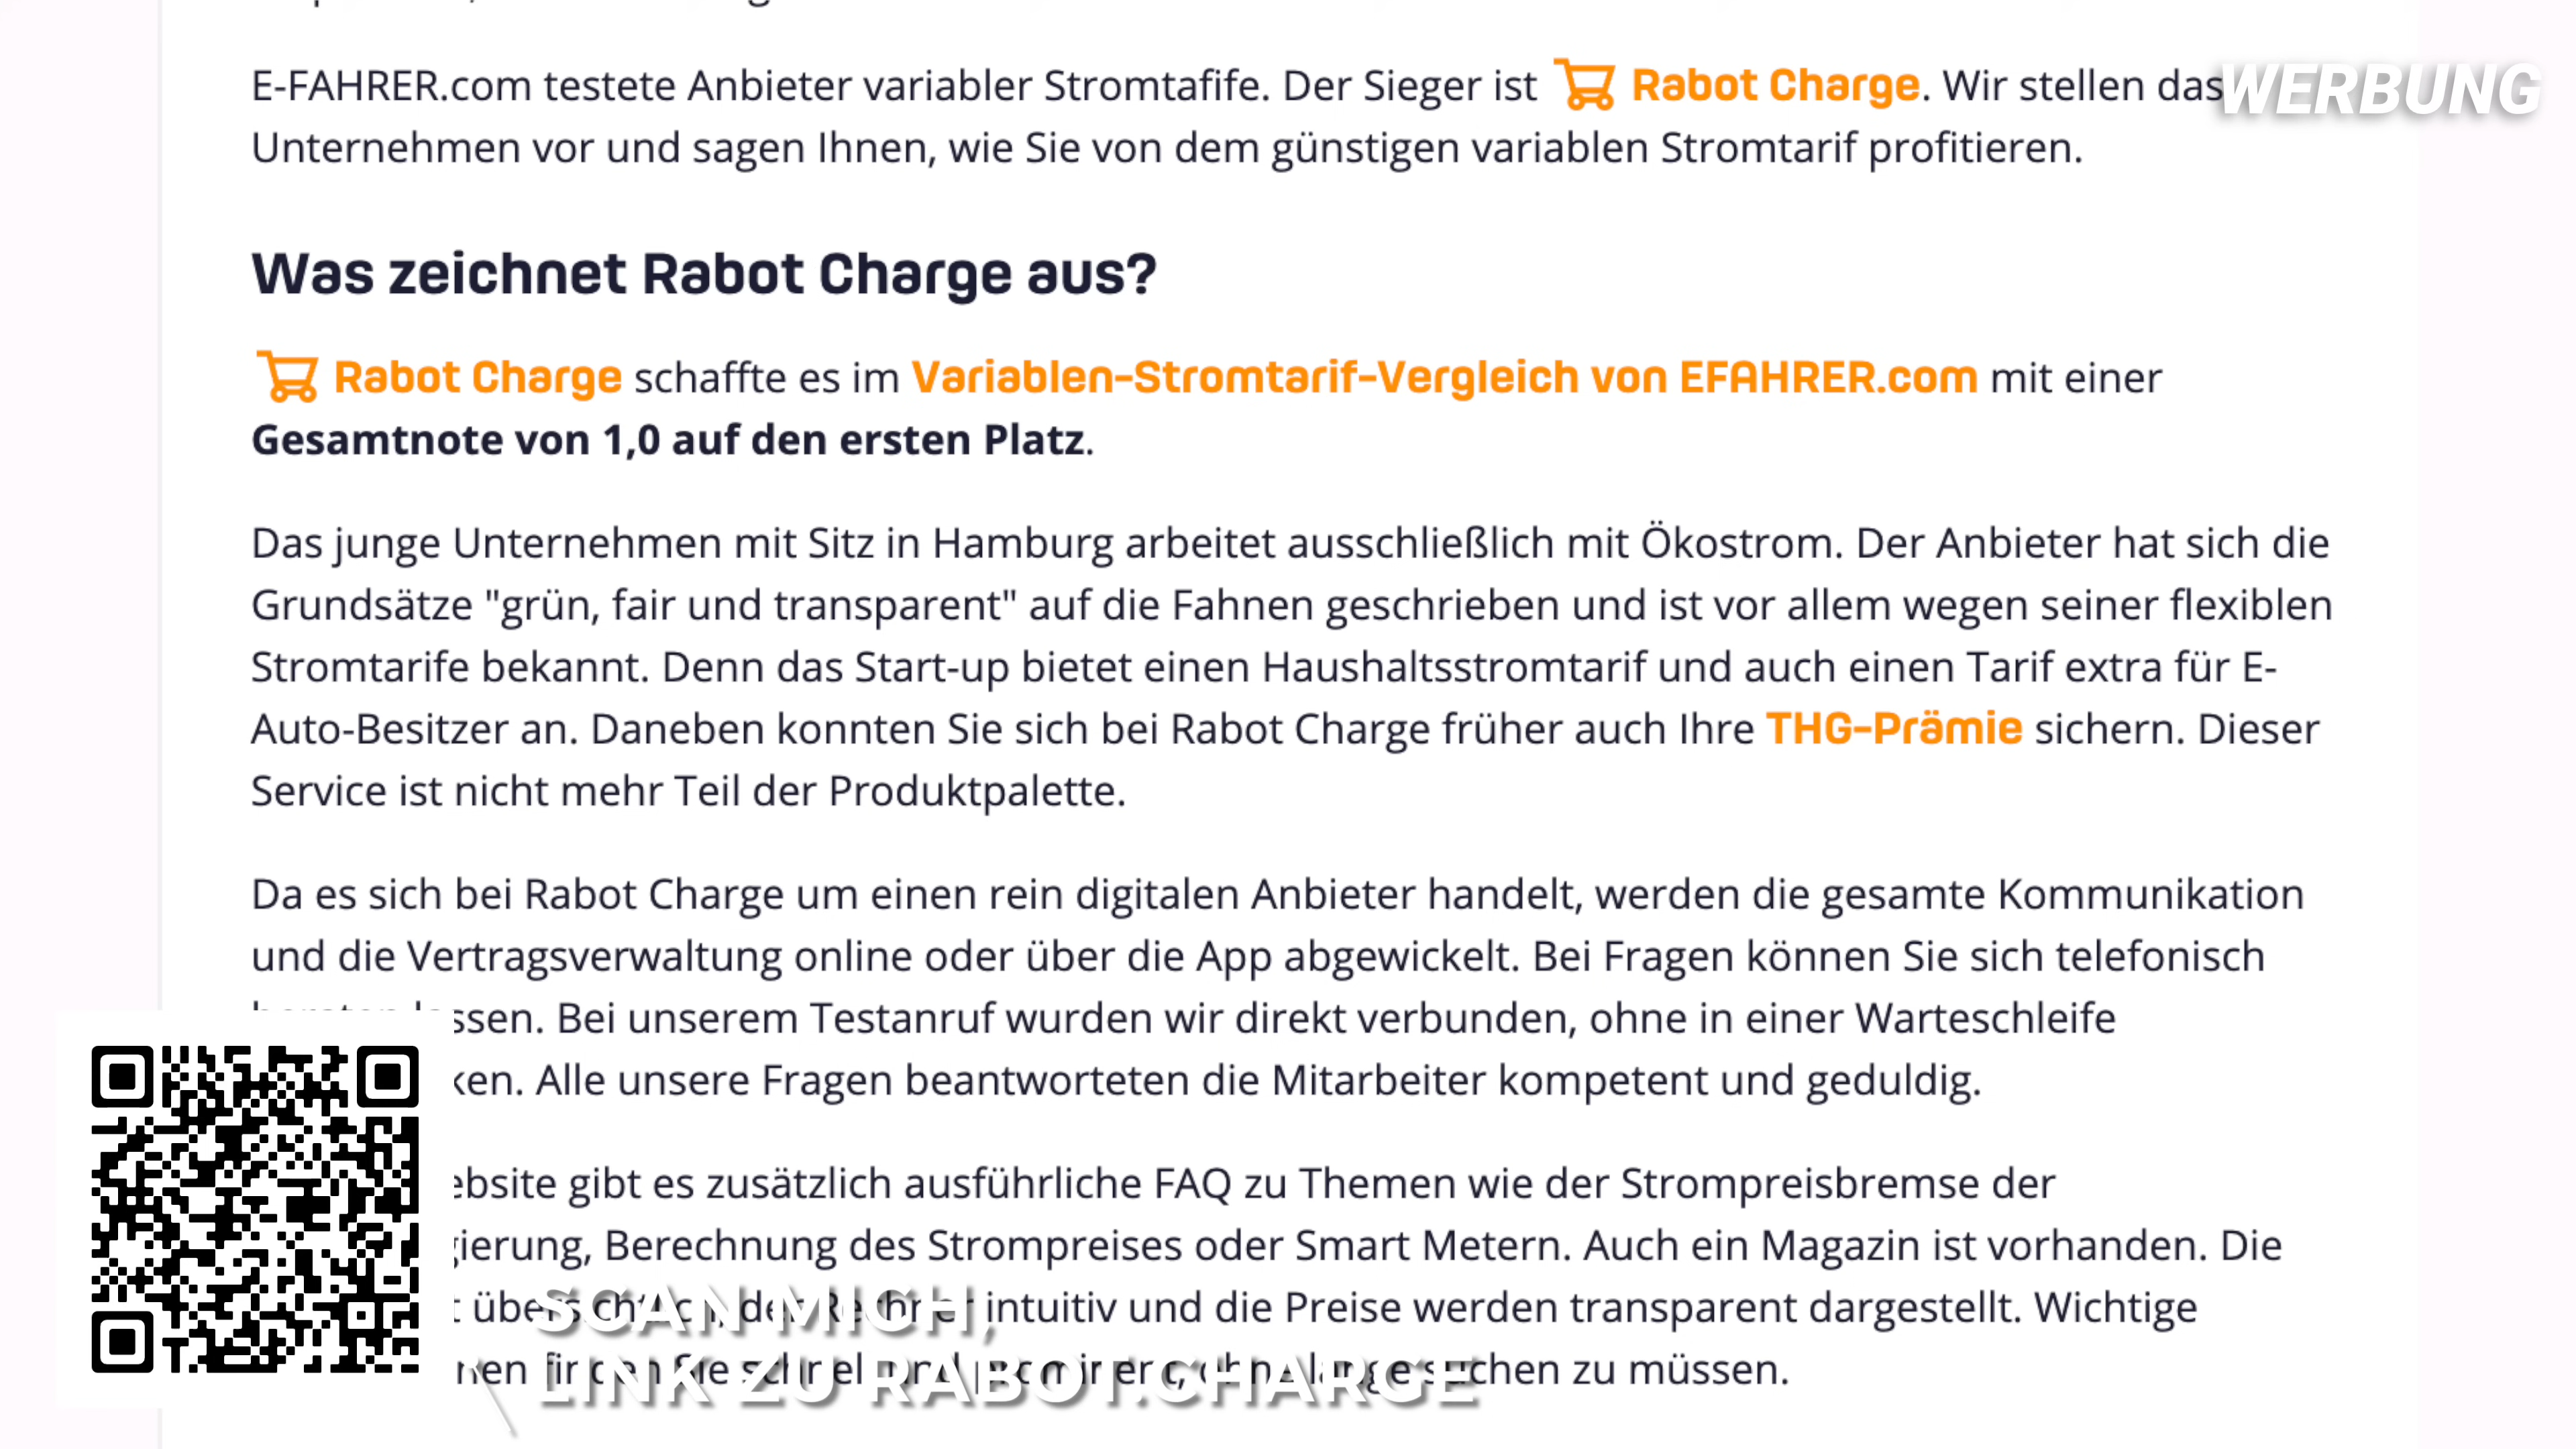 E-FAHRER.com testete Anbieter variabler Stromtafife. Der Sieger ist Rabot Charge. Wir stellen das
WERBUNG
Unternehmen vor und sagen Ihnen, wie Sie von dem günstigen variablen Stromtarif profitieren.
Was zeichnet Rabot Charge aus?
Rabot Charge schaffte es im Variablen-Stromtarif-Vergleich von EFAHRER.com mit einer
Gesamtnote von 1,0 auf den ersten Platz.
Das junge Unternehmen mit Sitz in Hamburg arbeitet ausschließlich mit Ökostrom. Der Anbieter hat sich die
Grundsätze "grün, fair und transparent" auf die Fahnen geschrieben und ist vor allem wegen seiner flexiblen
Stromtarife bekannt. Denn das Start-up bietet einen Haushaltsstromtarif und auch einen Tarif extra für E-
Auto-Besitzer an. Daneben konnten Sie sich bei Rabot Charge früher auch Ihre THG-Prämie sichern. Dieser
Service ist nicht mehr Teil der Produktpalette.
Da es sich bei Rabot Charge um einen rein digitalen Anbieter handelt, werden die gesamte Kommunikation
und die Vertragsverwaltung online oder über die App abgewickelt. Bei Fragen können Sie sich telefonisch
ssen. Bei unserem Testanruf wurden wir direkt verbunden, ohne in einer Warteschleife
ken. Alle unsere Fragen beantworteten die Mitarbeiter kompetent und geduldig.
ebsite gibt es zusätzlich ausführliche FAQ zu Themen wie der Strompreisbremse der
gierung, Berechnung des Strompreises oder Smart Metern. Auch ein Magazin ist vorhanden. Die
intuitiv und die Preise werden transparent dargestellt. Wichtige
suchen zu müssen.
SCAN MICH,
LINK ZU RABOT.CHARGE